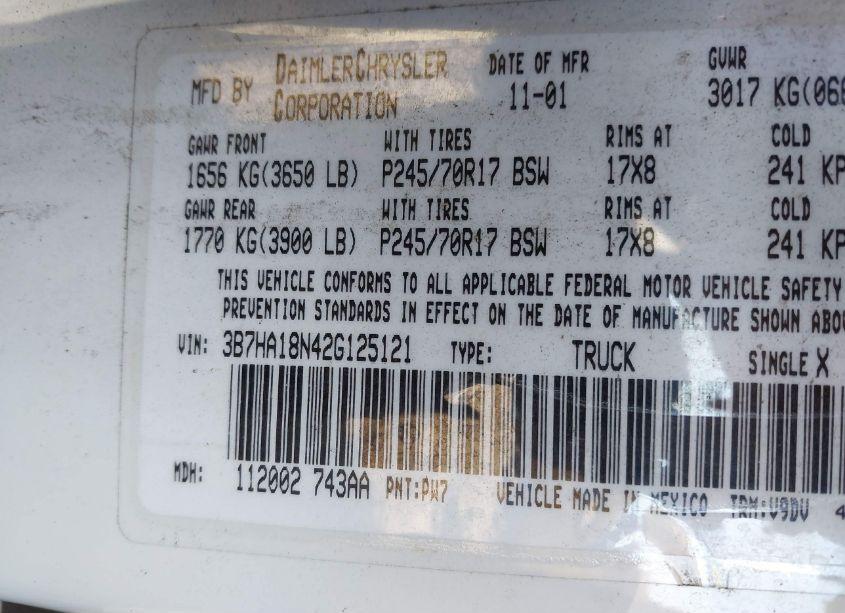 MFD BY DAIMLERCHRYSLER CORPORATION DATE OF MFR 11-01 GVWR 3017 KG(
GAWR FRONT WITH TIRES RIMS AT COLD
1656 KG(3650 LB) P245/70R17 BSW 17X8 241 KP
GAWR REAR WITH TIRES RIMS AT COLD
1770 KG(3900 LB) P245/70R17 BSW 17X8 241 KP
THIS VEHICLE CONFORMS TO ALL APPLICABLE FEDERAL MOTOR VEHICLE SAFETY
PREVENTION STANDARDS IN EFFECT ON THE DATE OF MANUFACTURE SHOWN ABO
VIN: 3B7HA18N42G125121 TYPE: TRUCK SINGLE X
MDH: 112002 743AA PNT:PW7 VEHICLE MADE IN MEXICO TRM:V9DV 4